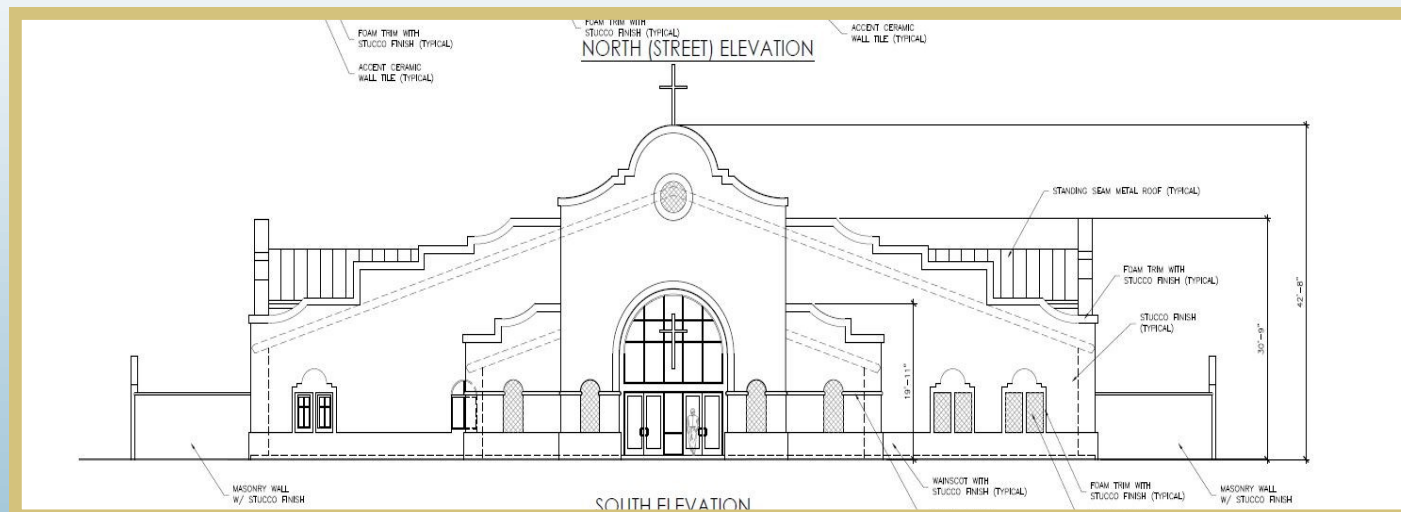 FOAM TRIM WITH
STUCCO FINISH (TYPICAL)
ACCENT CERAMIC
WALL TILE (TYPICAL)
FOAM TRIM WITH
STUCCO FINISH (TYPICAL)
ACCENT CERAMIC
WALL TILE (TYPICAL)
NORTH (STREET) ELEVATION
STANDING SEAM METAL ROOF (TYPICAL)
FOAM TRIM WITH
STUCCO FINISH (TYPICAL)
STUCCO FINISH
(TYPICAL)
42'-8"
30'-9"
19'-11"
MASONRY WALL
W/ STUCCO FINISH
WAINSCOT WITH
STUCCO FINISH (TYPICAL)
FOAM TRIM WITH
STUCCO FINISH (TYPICAL)
MASONRY WALL
W/ STUCCO FINISH
SOUTH ELEVATION